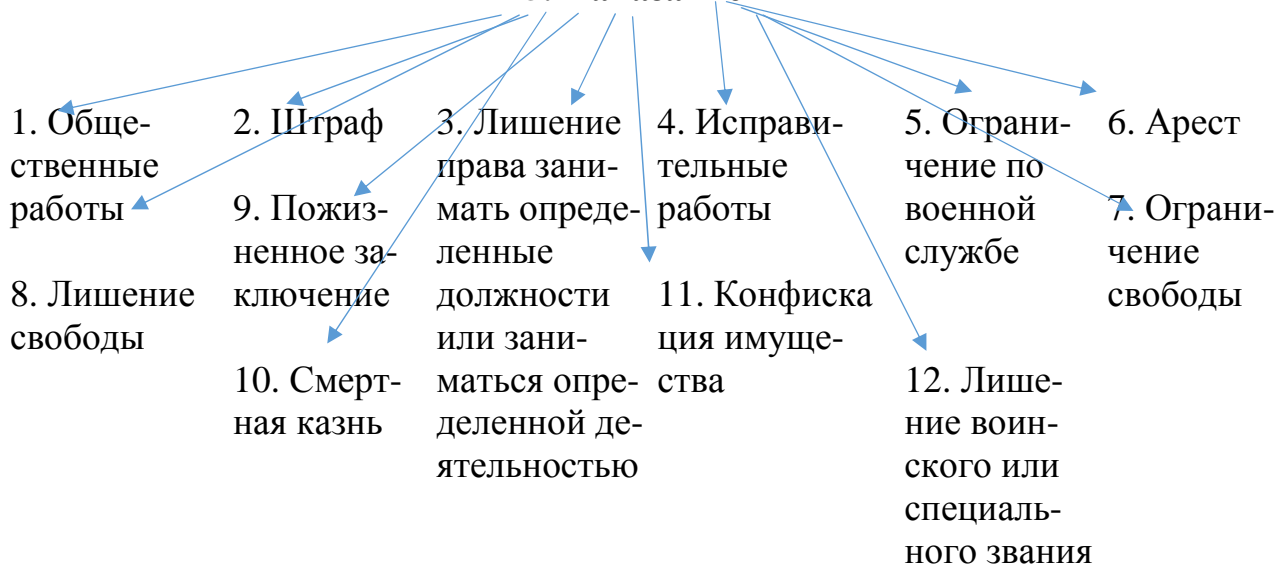 1. Обще-
ственные
работы
2. Штраф
3. Лишение
права зани-
мать опреде-
ленные
должности
или зани-
маться опре-
деленной де-
ятельностью
4. Исправи-
тельные
работы
5. Ограни-
чение по
военной
службе
6. Арест
7. Ограни-
чение
свободы
8. Лишение
свободы
9. Пожиз-
ненное за-
ключение
10. Смерт-
ная казнь
11. Конфиска
ция имуще-
ства
12. Лише-
ние воин-
ского или
специаль-
ного звания